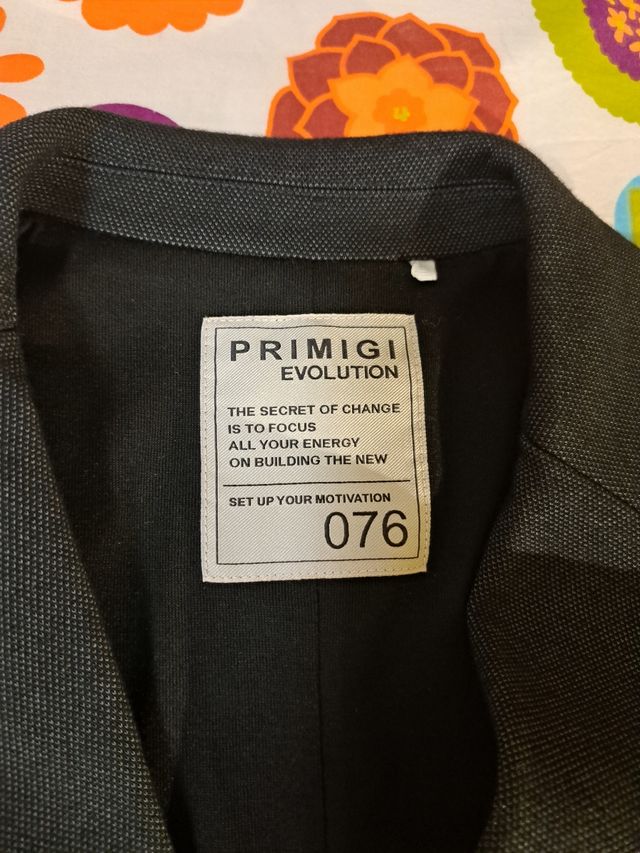 PRIMIGI
EVOLUTION
THE SECRET OF CHANGE
IS TO FOCUS
ALL YOUR ENERGY
ON BUILDING THE NEW
SET UP YOUR MOTIVATION
076